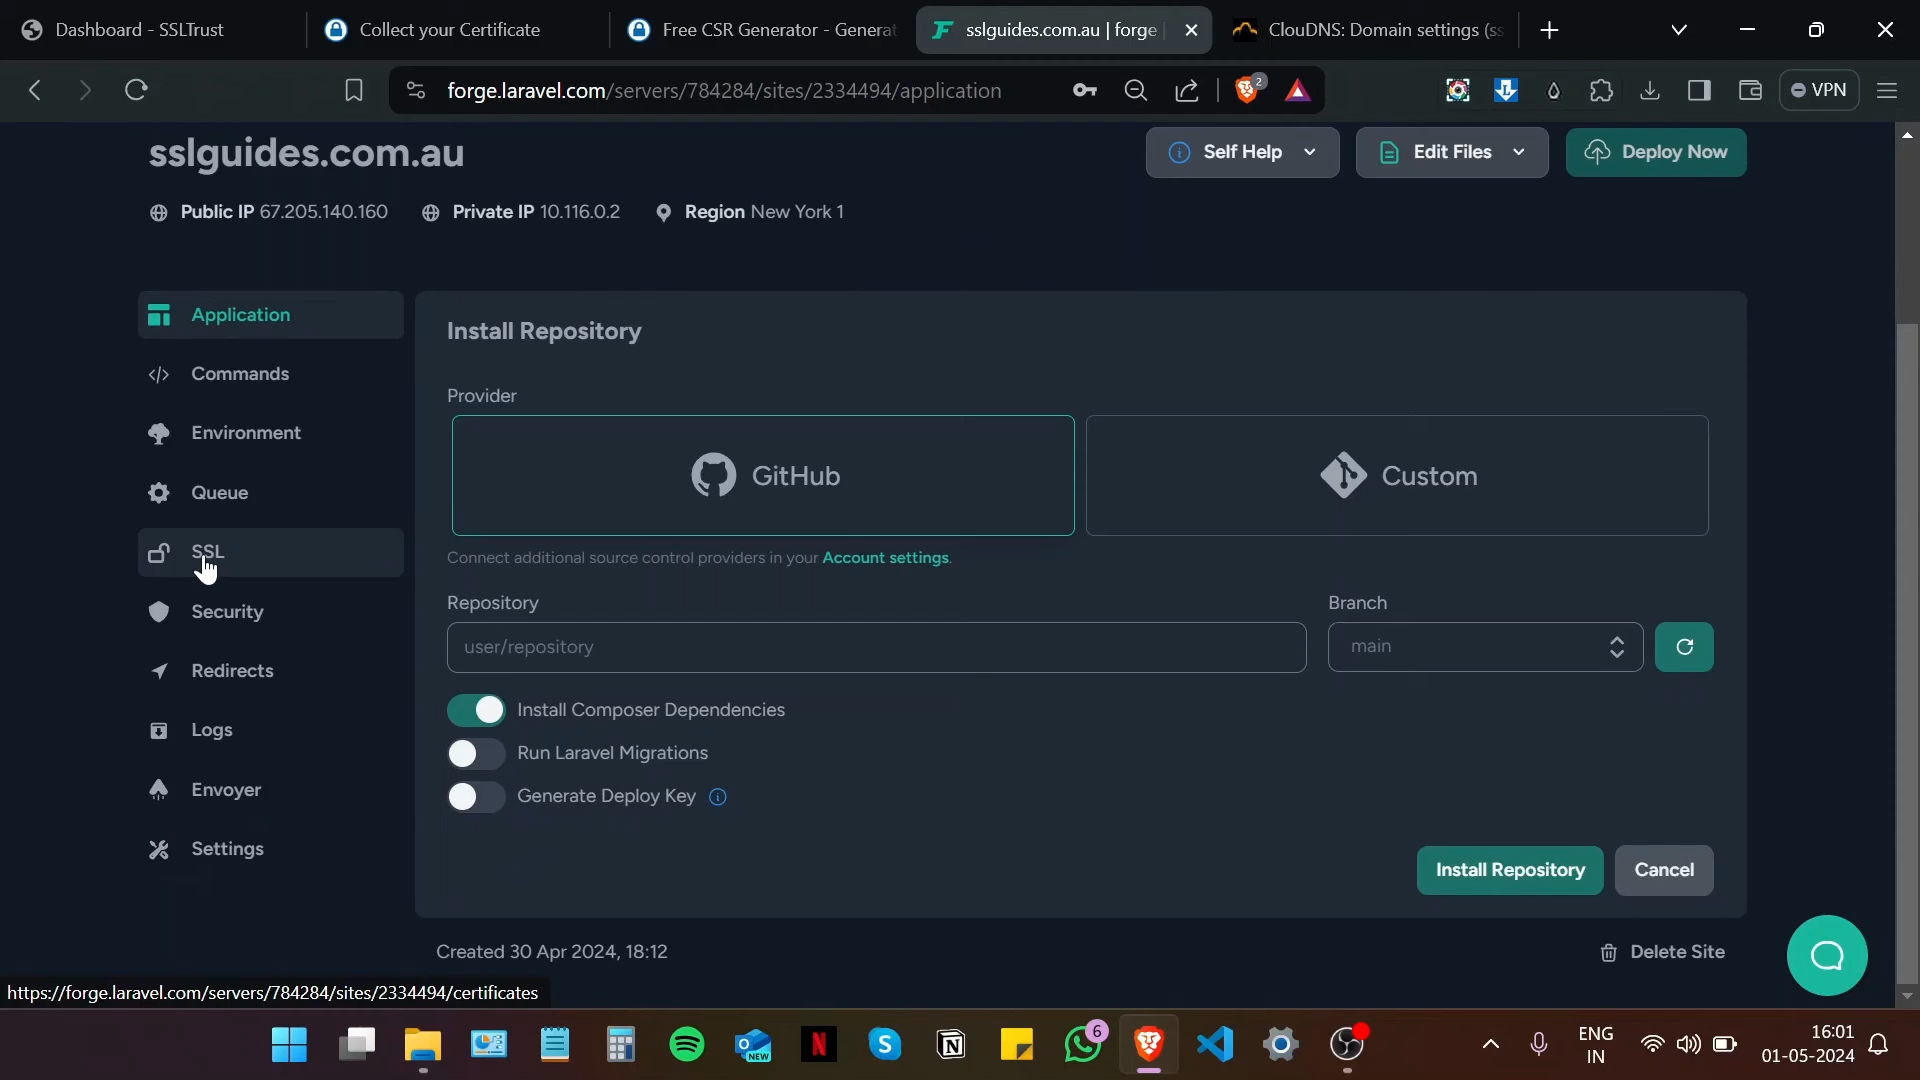 Dashboard - SSLTrust
Collect your Certificate
Free CSR Generator - Genera
sslguides.com.au | forge
ClouDNS: Domain settings (ss
forge.laravel.com/servers/784284/sites/2334494/application
2
VPN
sslguides.com.au
Self Help
Edit Files
Deploy Now
Public IP 67.205.140.160
Private IP 10.116.0.2
Region New York 1
Application
Commands
Environment
Queue
SSL
Security
Redirects
Logs
Envoyer
Settings
Install Repository
Provider
GitHub
Custom
Connect additional source control providers in your Account settings.
Repository
Branch
user/repository
main
Install Composer Dependencies
Run Laravel Migrations
Generate Deploy Key
Install Repository
Cancel
Created 30 Apr 2024, 18:12
Delete Site
https://forge.laravel.com/servers/784284/sites/2334494/certificates
NEW
6
ENG
IN
16:01
01-05-2024